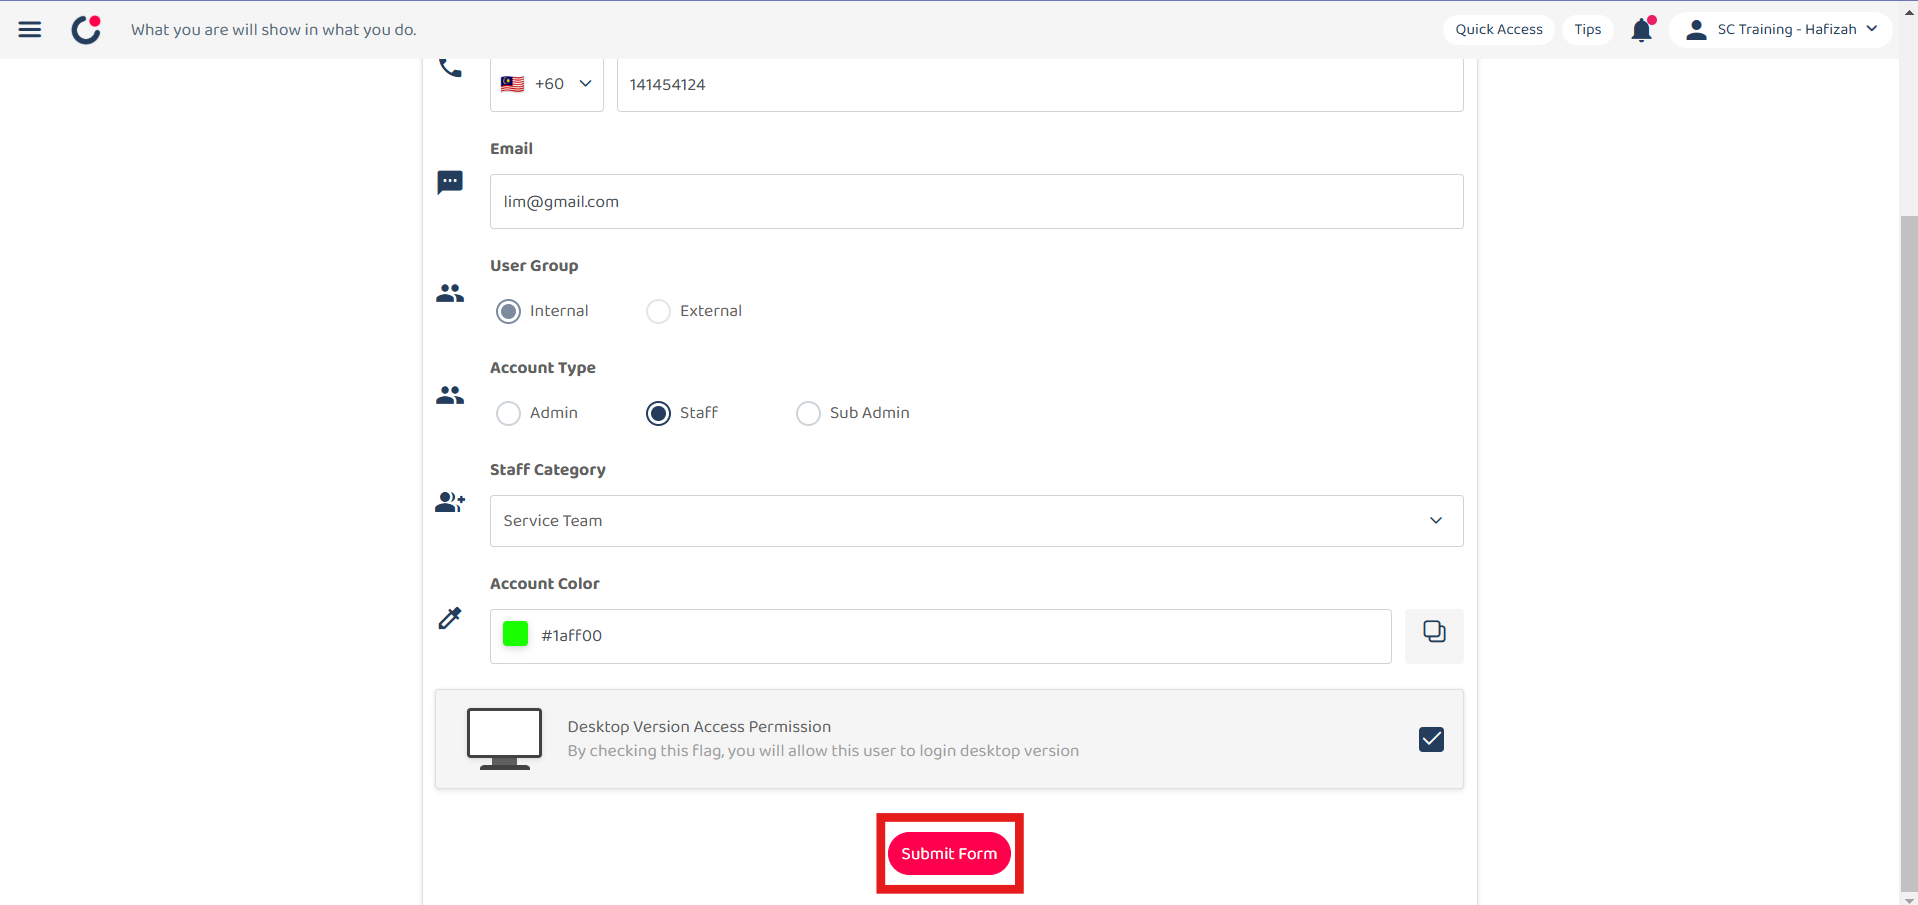 What you are will show in what you do.
Quick Access
Tips
SC Training - Hafizah
+60
141454124
Email
lim@gmail.com
User Group
Internal
External
Account Type
Admin
Staff
Sub Admin
Staff Category
Service Team
Account Color
#1aff00
Desktop Version Access Permission
By checking this flag, you will allow this user to login desktop version
Submit Form